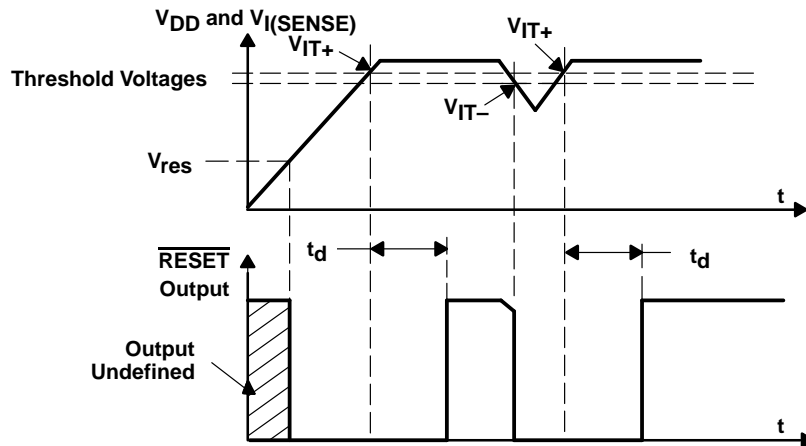 VDD and VI(SENSE)
VIT+
VIT+
Threshold Voltages
VIT–
Vres
t
RESET
Output
td
td
Output
Undefined
t